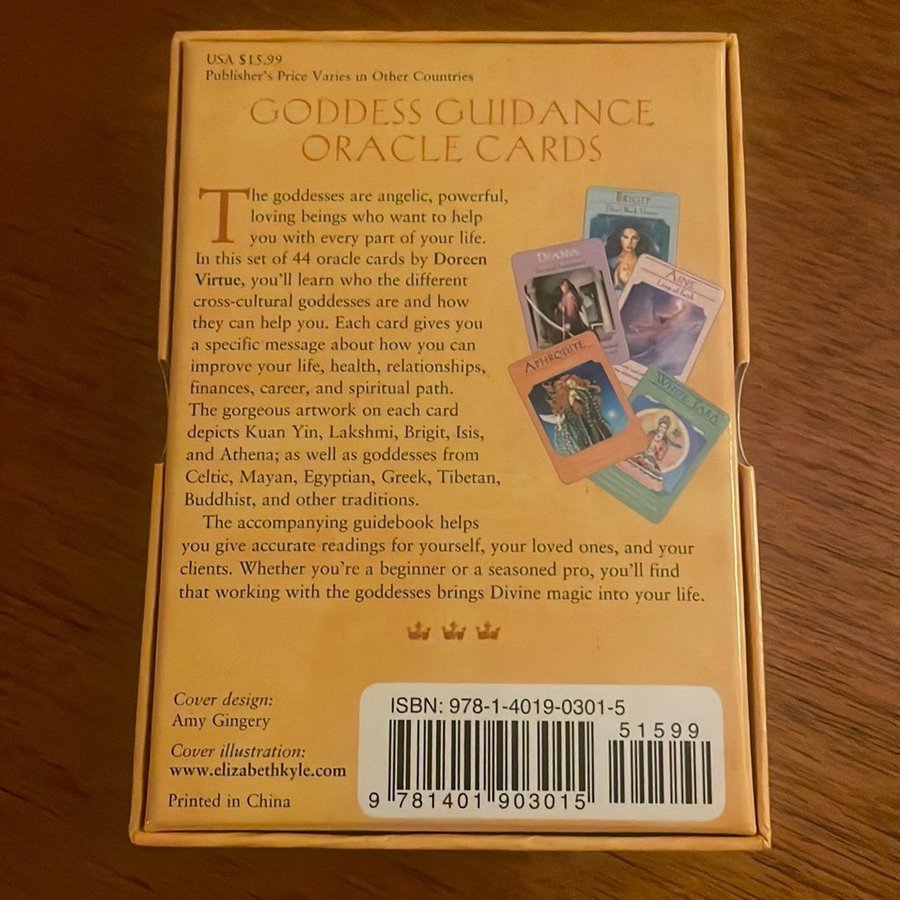 USA $15.99
Publisher's Price Varies in Other Countries
GODDESS GUIDANCE
ORACLE CARDS
The goddesses are angelic, powerful,
loving beings who want to help
you with every part of your life.
In this set of 44 oracle cards by Doreen
Virtue, you'll learn who the different
cross-cultural goddesses are and how
they can help you. Each card gives you
a specific message about how you can
improve your life, health, relationships,
finances, career, and spiritual path.
The gorgeous artwork on each card
depicts Kuan Yin, Lakshmi, Brigit, Isis,
and Athena; as well as goddesses from
Celtic, Mayan, Egyptian, Greek, Tibetan,
Buddhist, and other traditions.
The accompanying guidebook helps
you give accurate readings for yourself, your loved ones, and your
clients. Whether you're a beginner or a seasoned pro, you'll find
that working with the goddesses brings Divine magic into your life.
BRIGIT
DIANA
AINE
Leap of Faith
APHRODITE
WHITE TARA
Cover design:
Amy Gingery
Cover illustration:
www.elizabethkyle.com
Printed in China
ISBN: 978-1-4019-0301-5
51599
9 781401 903015